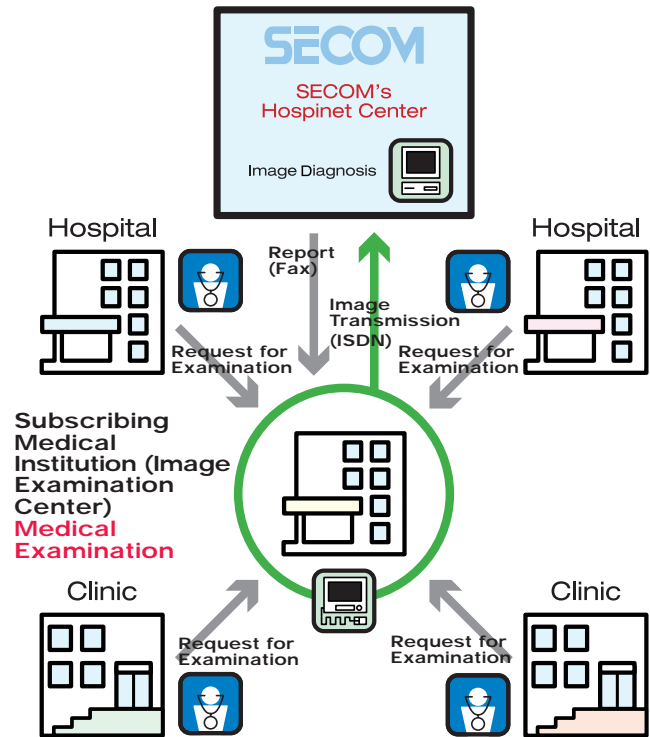 SECOM
SECOM's
Hospinet Center
Image Diagnosis
Hospital
Hospital
Report
(Fax)
Image
Transmission
(ISDN)
Request for
Examination
Request for
Examination
Subscribing
Medical
Institution (Image
Examination
Center)
Medical
Examination
Clinic
Clinic
Request for
Examination
Request for
Examination